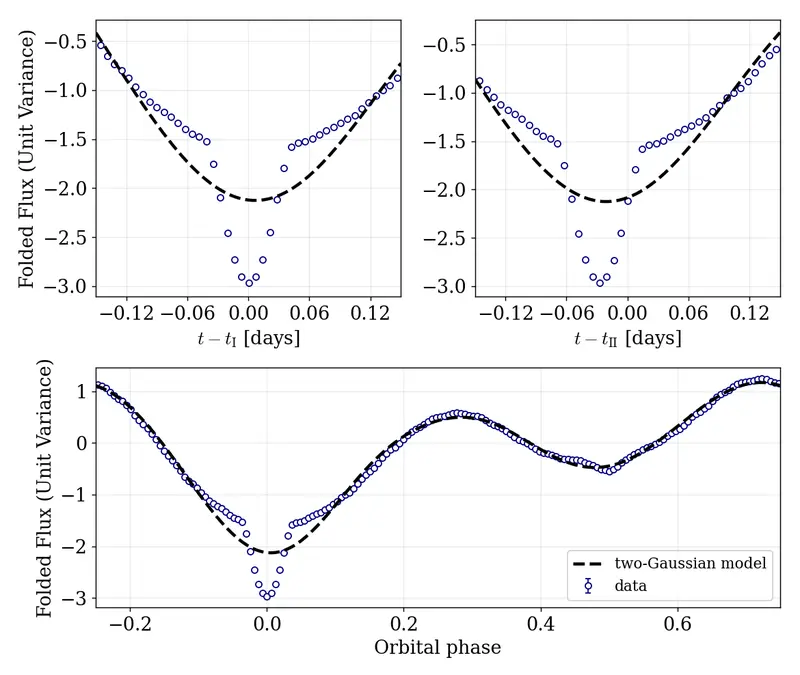 Folded Flux (Unit Variance)
−0.5
−1.0
−1.5
−2.0
−2.5
−3.0
−0.12 −0.06 0.00 0.06 0.12
t − tI [days]
−0.5
−1.0
−1.5
−2.0
−2.5
−3.0
−0.12 −0.06 0.00 0.06 0.12
t − tII [days]
Folded Flux (Unit Variance)
1
0
−1
−2
−3
−0.2 0.0 0.2 0.4 0.6
Orbital phase
two-Gaussian model
data